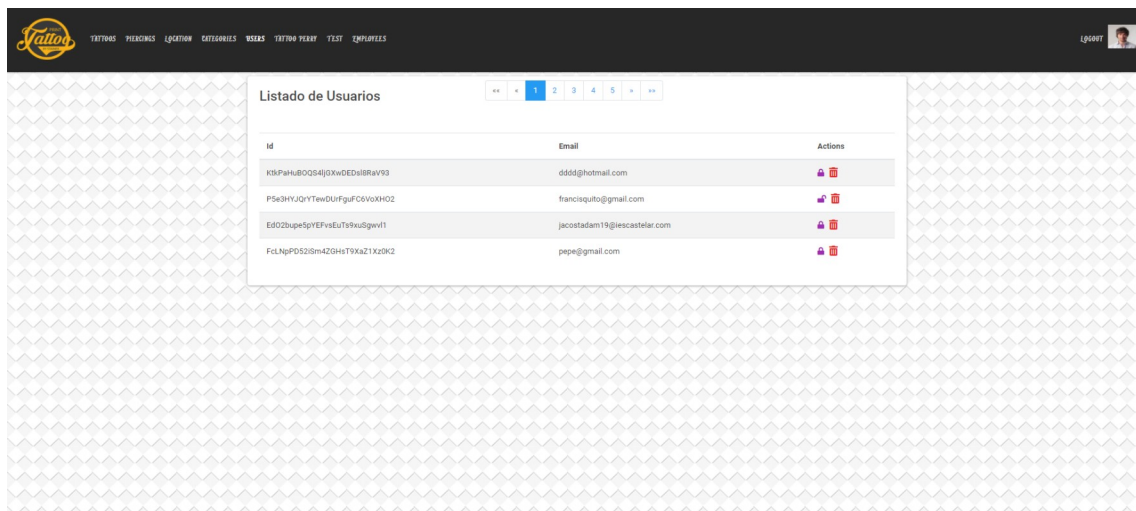 Tattoo
TATTOOS PIERCINGS LOCATION CATEGORIES USERS TATTOO PERRY TEST EMPLOYEES
LOGOUT
Listado de Usuarios
«« « 1 2 3 4 5 » »»
Id Email Actions
dddd@hotmail.com
P5e3HYJQrYTewDUrFguFC6VoXHO2 francisquito@gmail.com
EdO2bupe5pYEFvsEuTs9xuSgwvl1 jacostadam19@iescastelar.com
FcLNpPD52iSm4ZGHsT9XaZ1Xz0K2 pepe@gmail.com